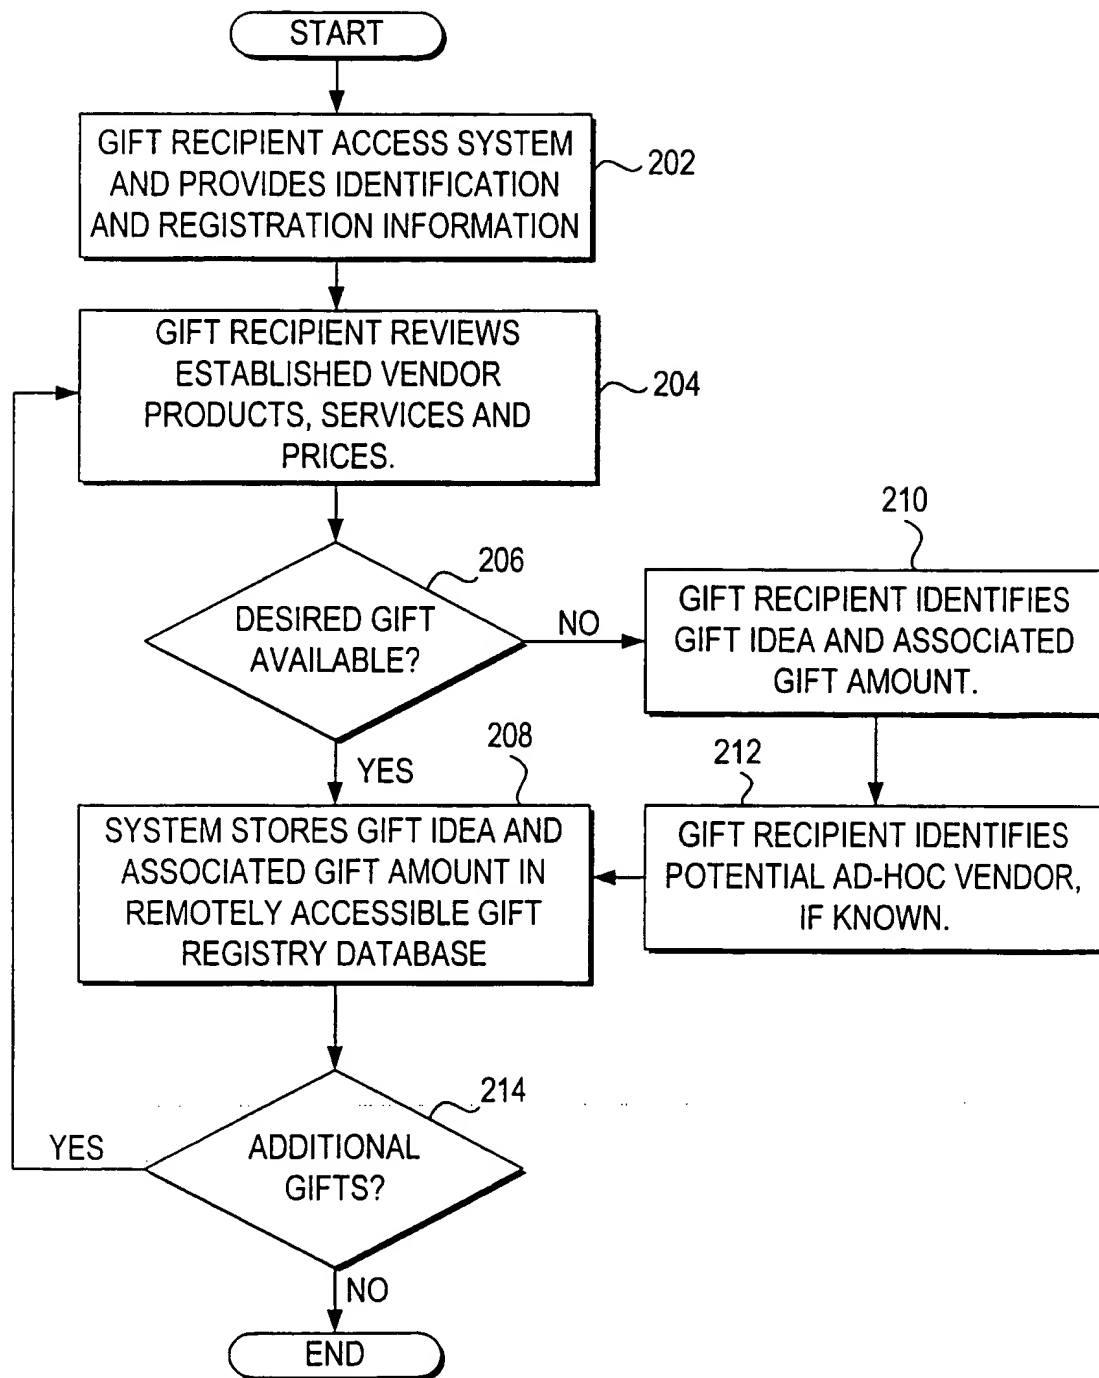 START
GIFT RECIPIENT ACCESS SYSTEM
AND PROVIDES IDENTIFICATION
AND REGISTRATION INFORMATION
202
GIFT RECIPIENT REVIEWS
ESTABLISHED VENDOR
PRODUCTS, SERVICES AND
PRICES.
204
206
DESIRED GIFT
AVAILABLE?
NO
210
GIFT RECIPIENT IDENTIFIES
GIFT IDEA AND ASSOCIATED
GIFT AMOUNT.
YES
208
SYSTEM STORES GIFT IDEA AND
ASSOCIATED GIFT AMOUNT IN
REMOTELY ACCESSIBLE GIFT
REGISTRY DATABASE
212
GIFT RECIPIENT IDENTIFIES
POTENTIAL AD-HOC VENDOR,
IF KNOWN.
214
ADDITIONAL
GIFTS?
YES
NO
END